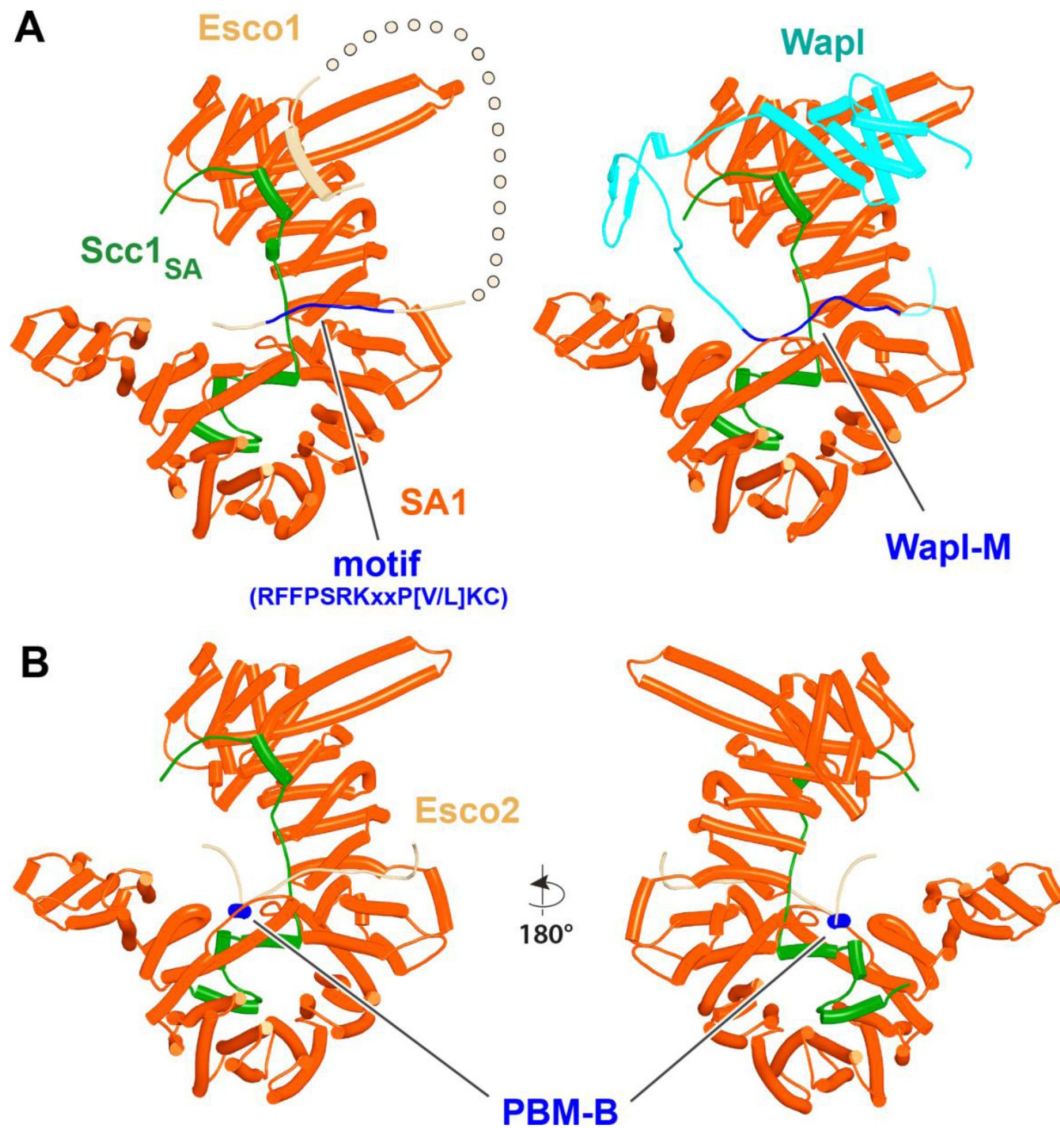 A
Esco1
Wapl
Scc1SA
SA1
motif
(RFFPSRKxxP[V/L]KC)
Wapl-M
B
Esco2
180°
PBM-B